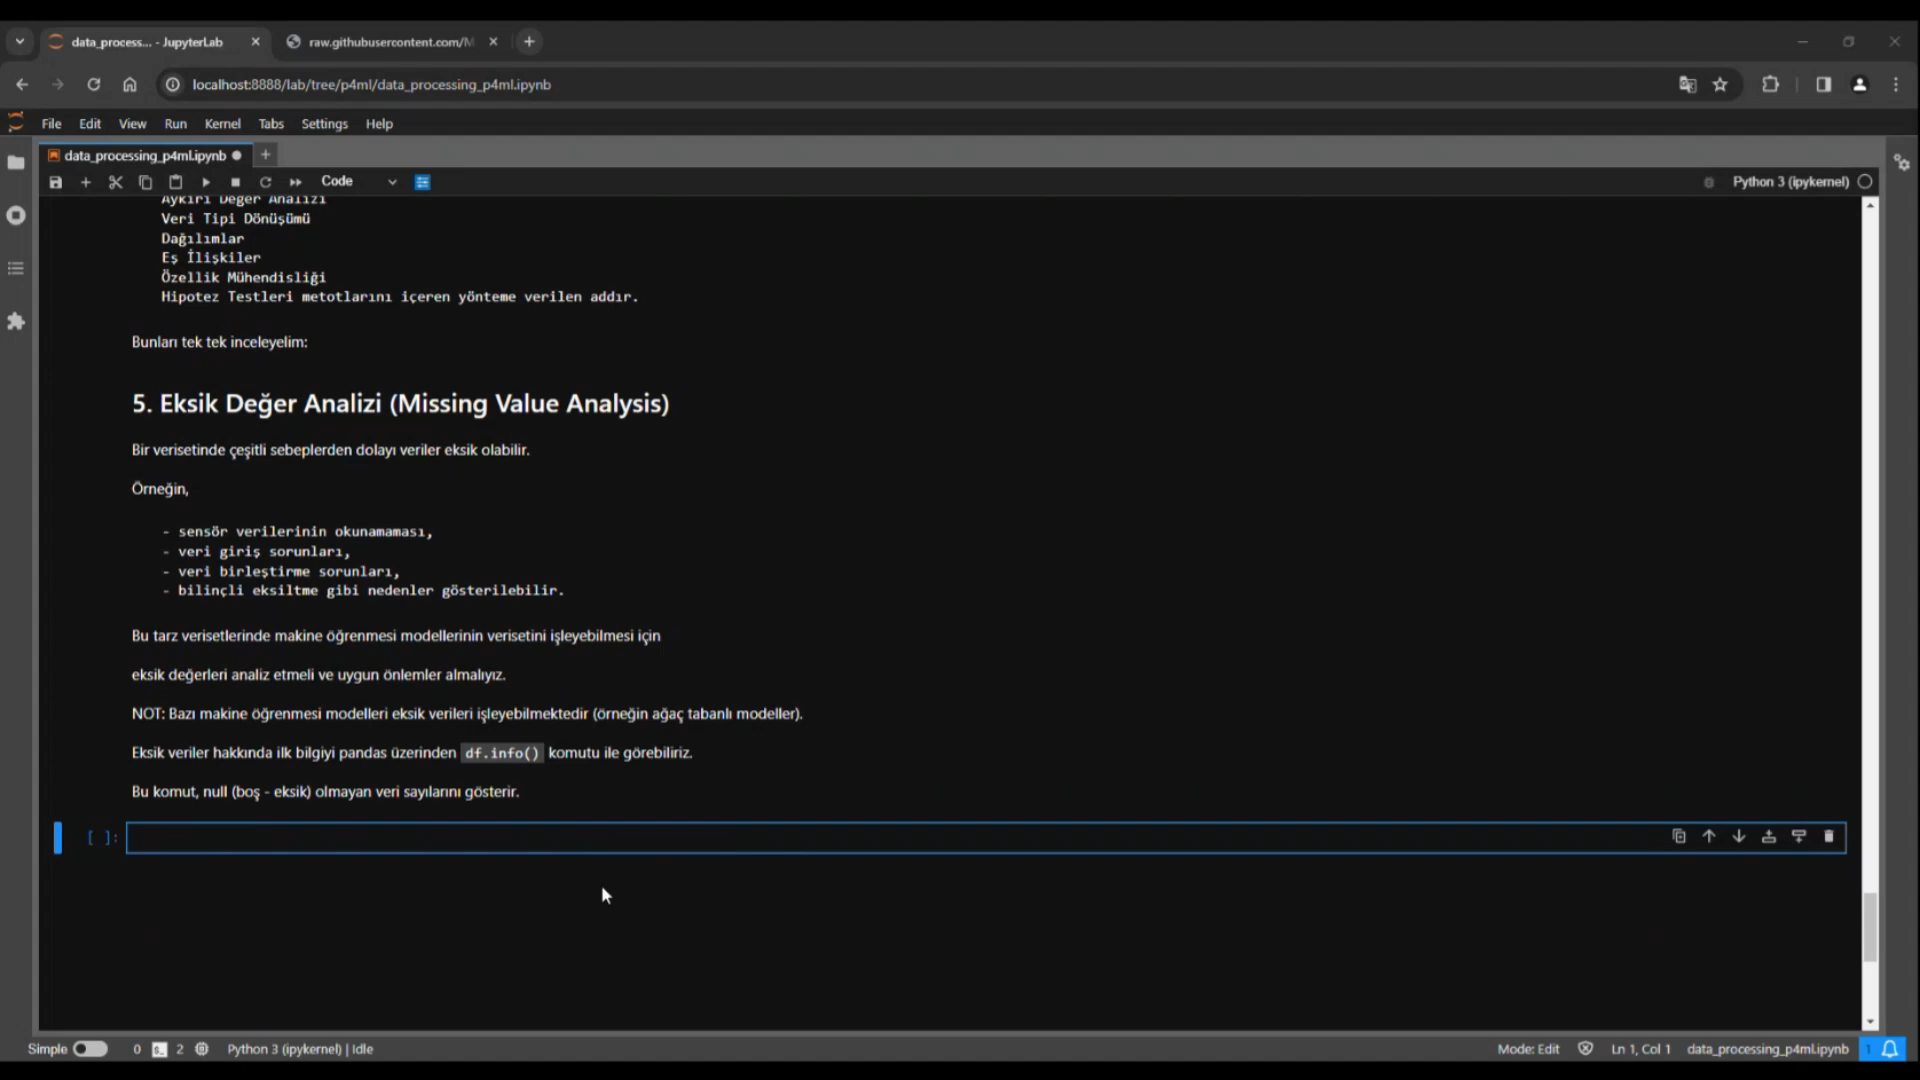 data_process... - JupyterLab
raw.githubusercontent.com/M
localhost:8888/lab/tree/p4ml/data_processing_p4ml.ipynb
File Edit View Run Kernel Tabs Settings Help
data_processing_p4ml.ipynb
Code
Python 3 (ipykernel)
Aykırı Değer Analizi
Veri Tipi Dönüşümü
Dağılımlar
Eş İlişkiler
Özellik Mühendisliği
Hipotez Testleri metotlarını içeren yönteme verilen addır.
Bunları tek tek inceleyelim:
5. Eksik Değer Analizi (Missing Value Analysis)
Bir verisetinde çeşitli sebeplerden dolayı veriler eksik olabilir.
Örneğin,
- sensör verilerinin okunamaması,
- veri giriş sorunları,
- veri birleştirme sorunları,
- bilinçli eksiltme gibi nedenler gösterilebilir.
Bu tarz verisetlerinde makine öğrenmesi modellerinin verisetini işleyebilmesi için
eksik değerleri analiz etmeli ve uygun önlemler almalıyız.
NOT: Bazı makine öğrenmesi modelleri eksik verileri işleyebilmektedir (örneğin ağaç tabanlı modeller).
Eksik veriler hakkında ilk bilgiyi pandas üzerinden df.info() komutu ile görebiliriz.
Bu komut, null (boş - eksik) olmayan veri sayılarını gösterir.
[ ]:
Simple 0 2 Python 3 (ipykernel) | Idle Mode: Edit Ln 1, Col 1 data_processing_p4ml.ipynb 1